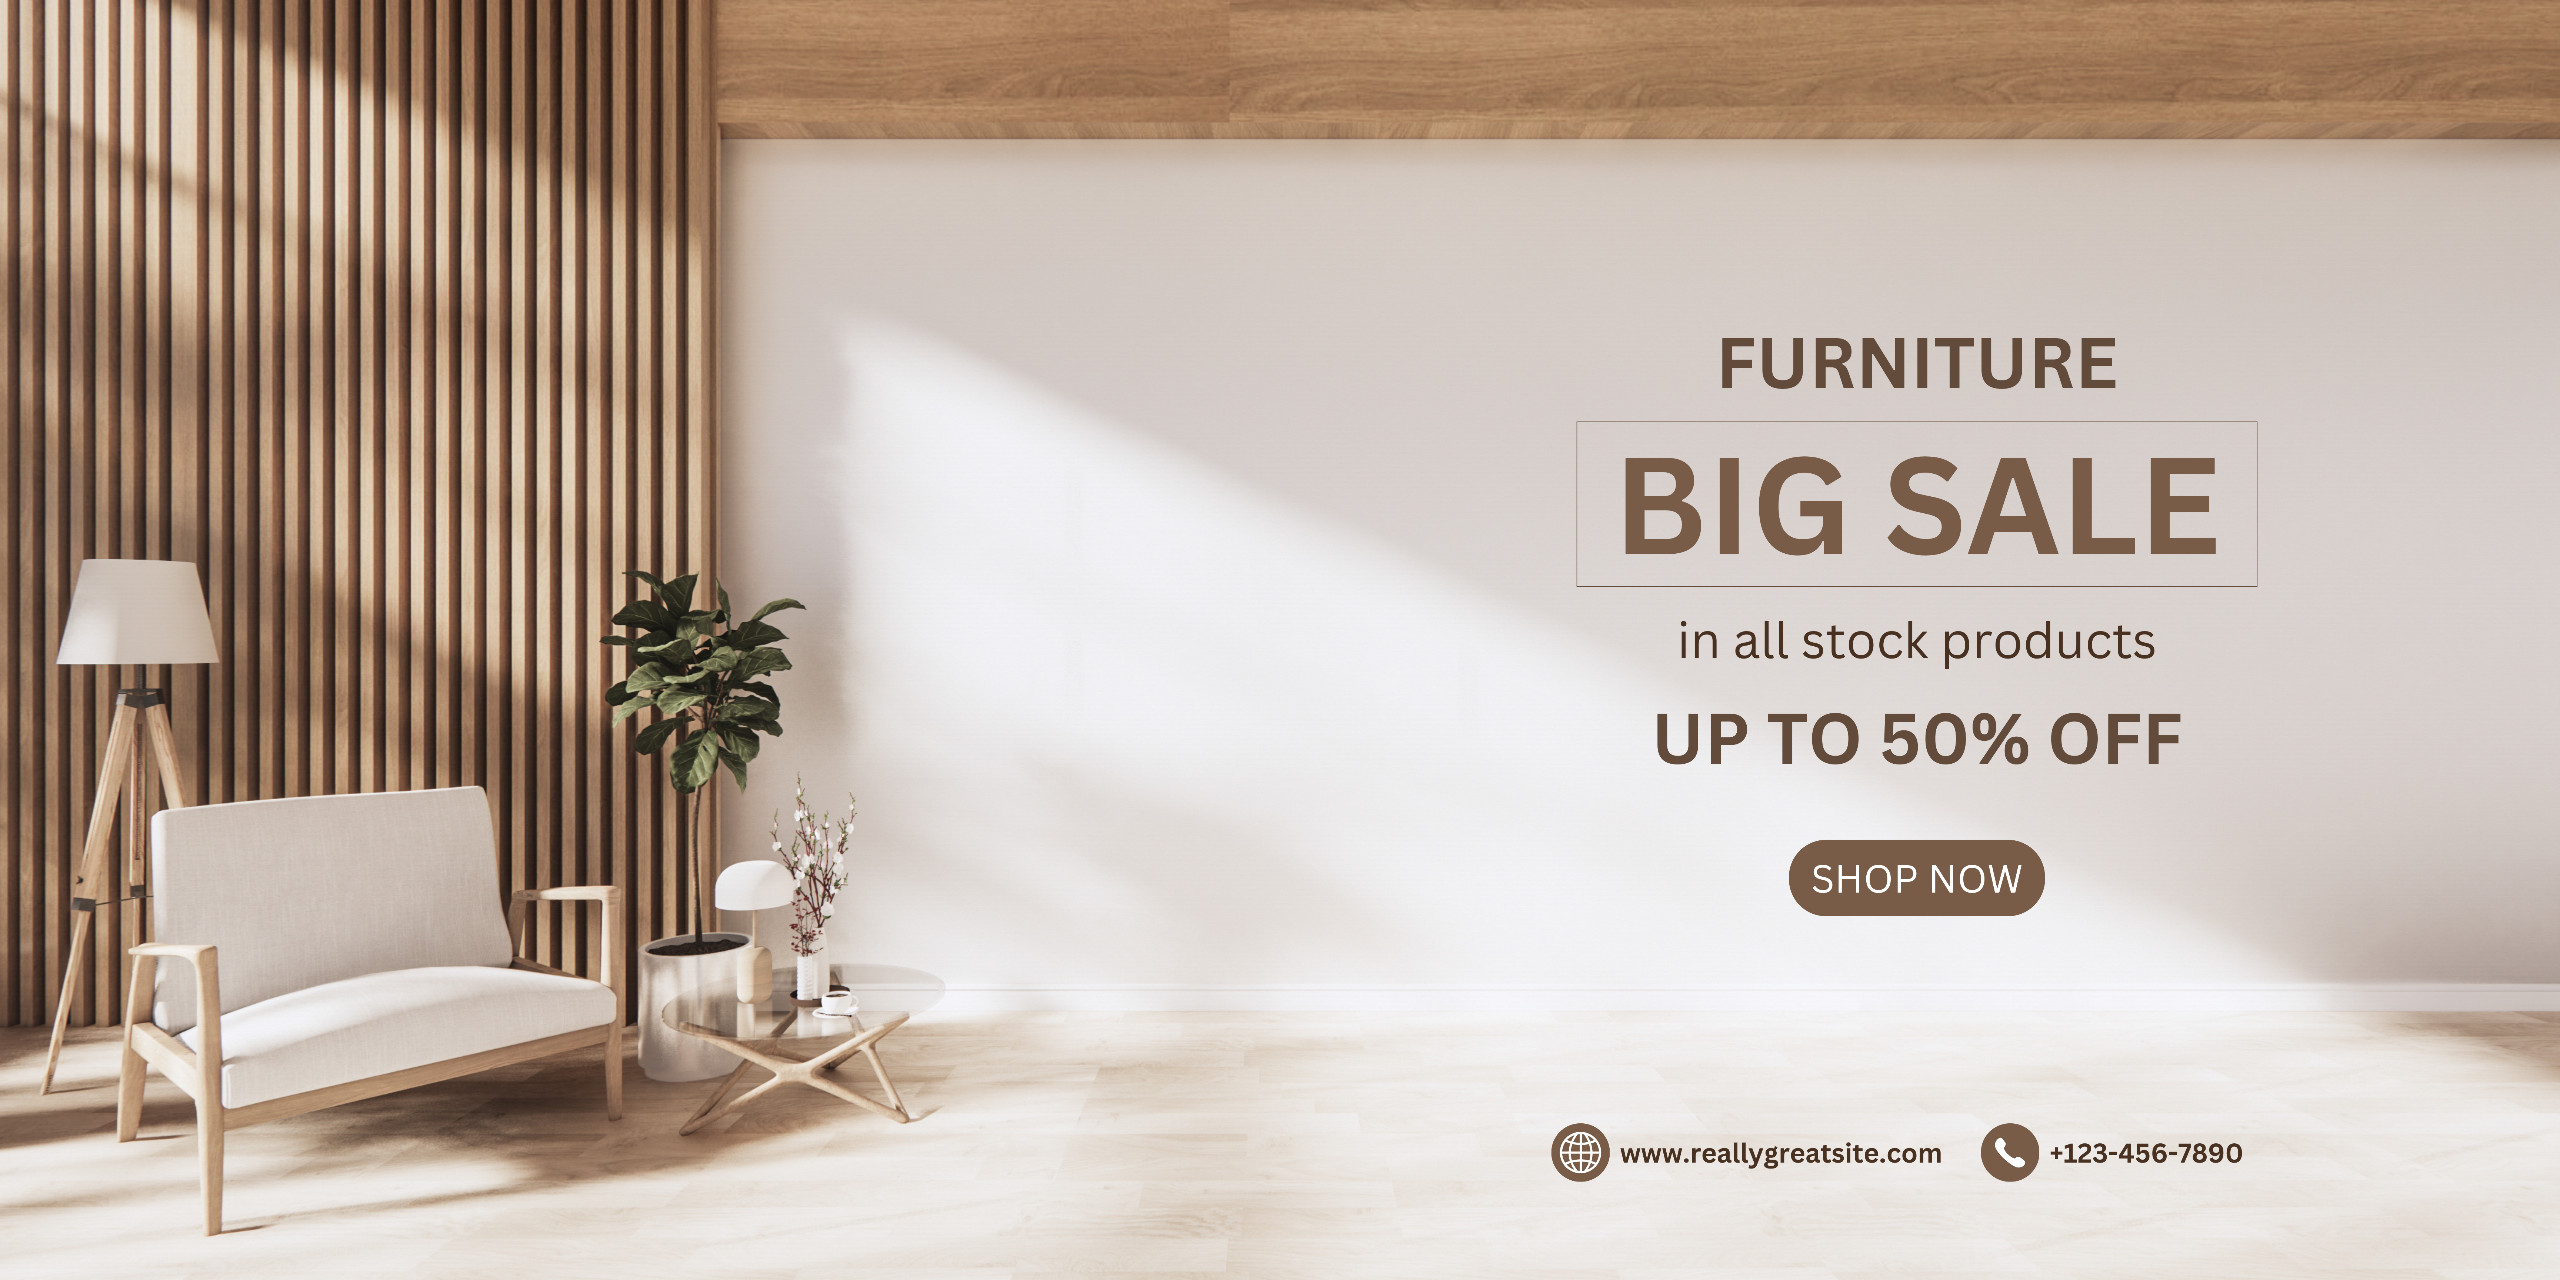 FURNITURE
BIG SALE
in all stock products
UP TO 50% OFF
SHOP NOW
www.reallygreatsite.com
+123-456-7890